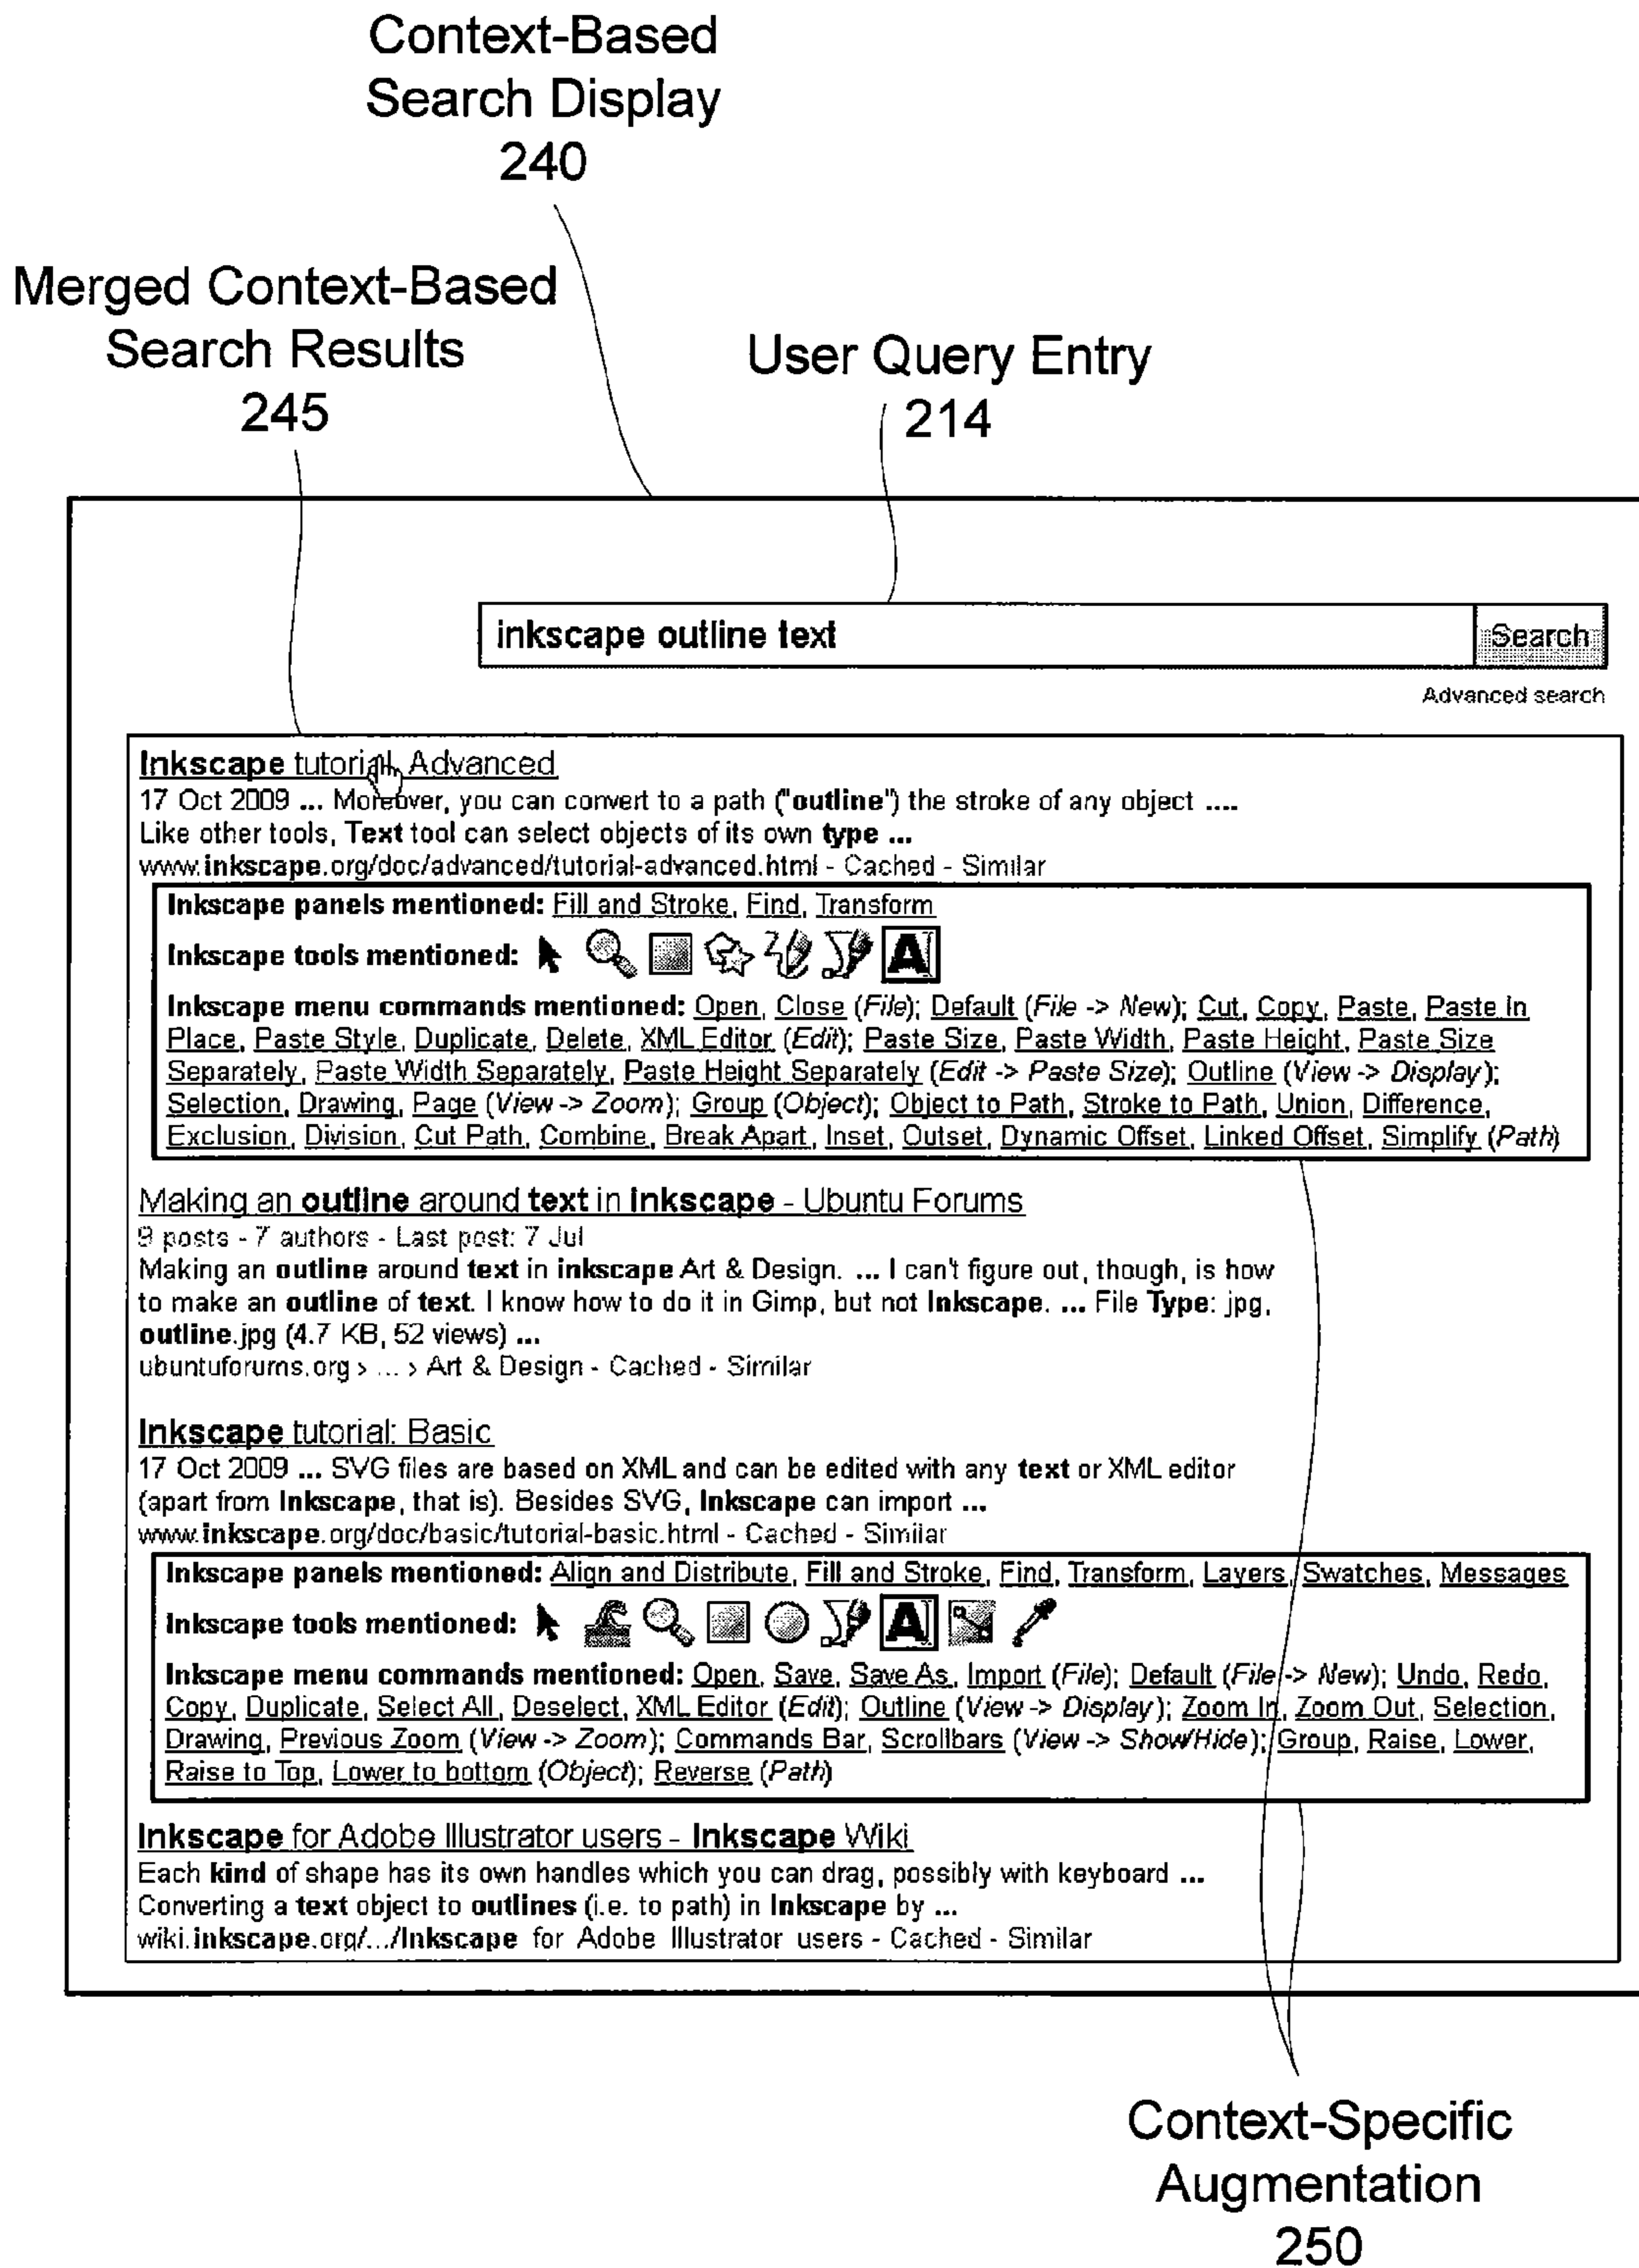 Context-Based
Search Display
240
Merged Context-Based
Search Results
245
User Query Entry
214
inkscape outline text
Search
Advanced search
Inkscape tutorial: Advanced
17 Oct 2009 ... Moreover, you can convert to a path ("outline") the stroke of any object ....
Like other tools, Text tool can select objects of its own type ...
www.inkscape.org/doc/advanced/tutorial-advanced.html - Cached - Similar
Inkscape panels mentioned: Fill and Stroke, Find, Transform
Inkscape tools mentioned:
A
Inkscape menu commands mentioned: Open, Close (File); Default (File -> New); Cut, Copy, Paste, Paste In
Place, Paste Style, Duplicate, Delete, XML Editor (Edit); Paste Size, Paste Width, Paste Height, Paste Size
Separately, Paste Width Separately, Paste Height Separately (Edit -> Paste Size); Outline (View -> Display);
Selection, Drawing, Page (View -> Zoom); Group (Object); Object to Path, Stroke to Path, Union, Difference,
Exclusion, Division, Cut Path, Combine, Break Apart, Inset, Outset, Dynamic Offset, Linked Offset, Simplify (Path)
Making an outline around text in Inkscape - Ubuntu Forums
9 posts - 7 authors - Last post: 7 Jul
Making an outline around text in inkscape Art & Design. ... I can't figure out, though, is how
to make an outline of text. I know how to do it in Gimp, but not Inkscape. ... File Type: jpg,
outline.jpg (4.7 KB, 52 views) ...
ubuntuforums.org > ... > Art & Design - Cached - Similar
Inkscape tutorial: Basic
17 Oct 2009 ... SVG files are based on XML and can be edited with any text or XML editor
(apart from Inkscape, that is). Besides SVG, Inkscape can import ...
www.inkscape.org/doc/basic/tutorial-basic.html - Cached - Similar
Inkscape panels mentioned: Align and Distribute, Fill and Stroke, Find, Transform, Layers, Swatches, Messages
Inkscape tools mentioned:
A
Inkscape menu commands mentioned: Open, Save, Save As, Import (File); Default (File -> New); Undo, Redo,
Copy, Duplicate, Select All, Deselect, XML Editor (Edit); Outline (View -> Display); Zoom In, Zoom Out, Selection,
Drawing, Previous Zoom (View -> Zoom); Commands Bar, Scrollbars (View -> Show/Hide); Group, Raise, Lower,
Raise to Top, Lower to bottom (Object); Reverse (Path)
Inkscape for Adobe Illustrator users - Inkscape Wiki
Each kind of shape has its own handles which you can drag, possibly with keyboard ...
Converting a text object to outlines (i.e. to path) in Inkscape by ...
wiki.inkscape.org/.../Inkscape for Adobe Illustrator users - Cached - Similar
Context-Specific
Augmentation
250